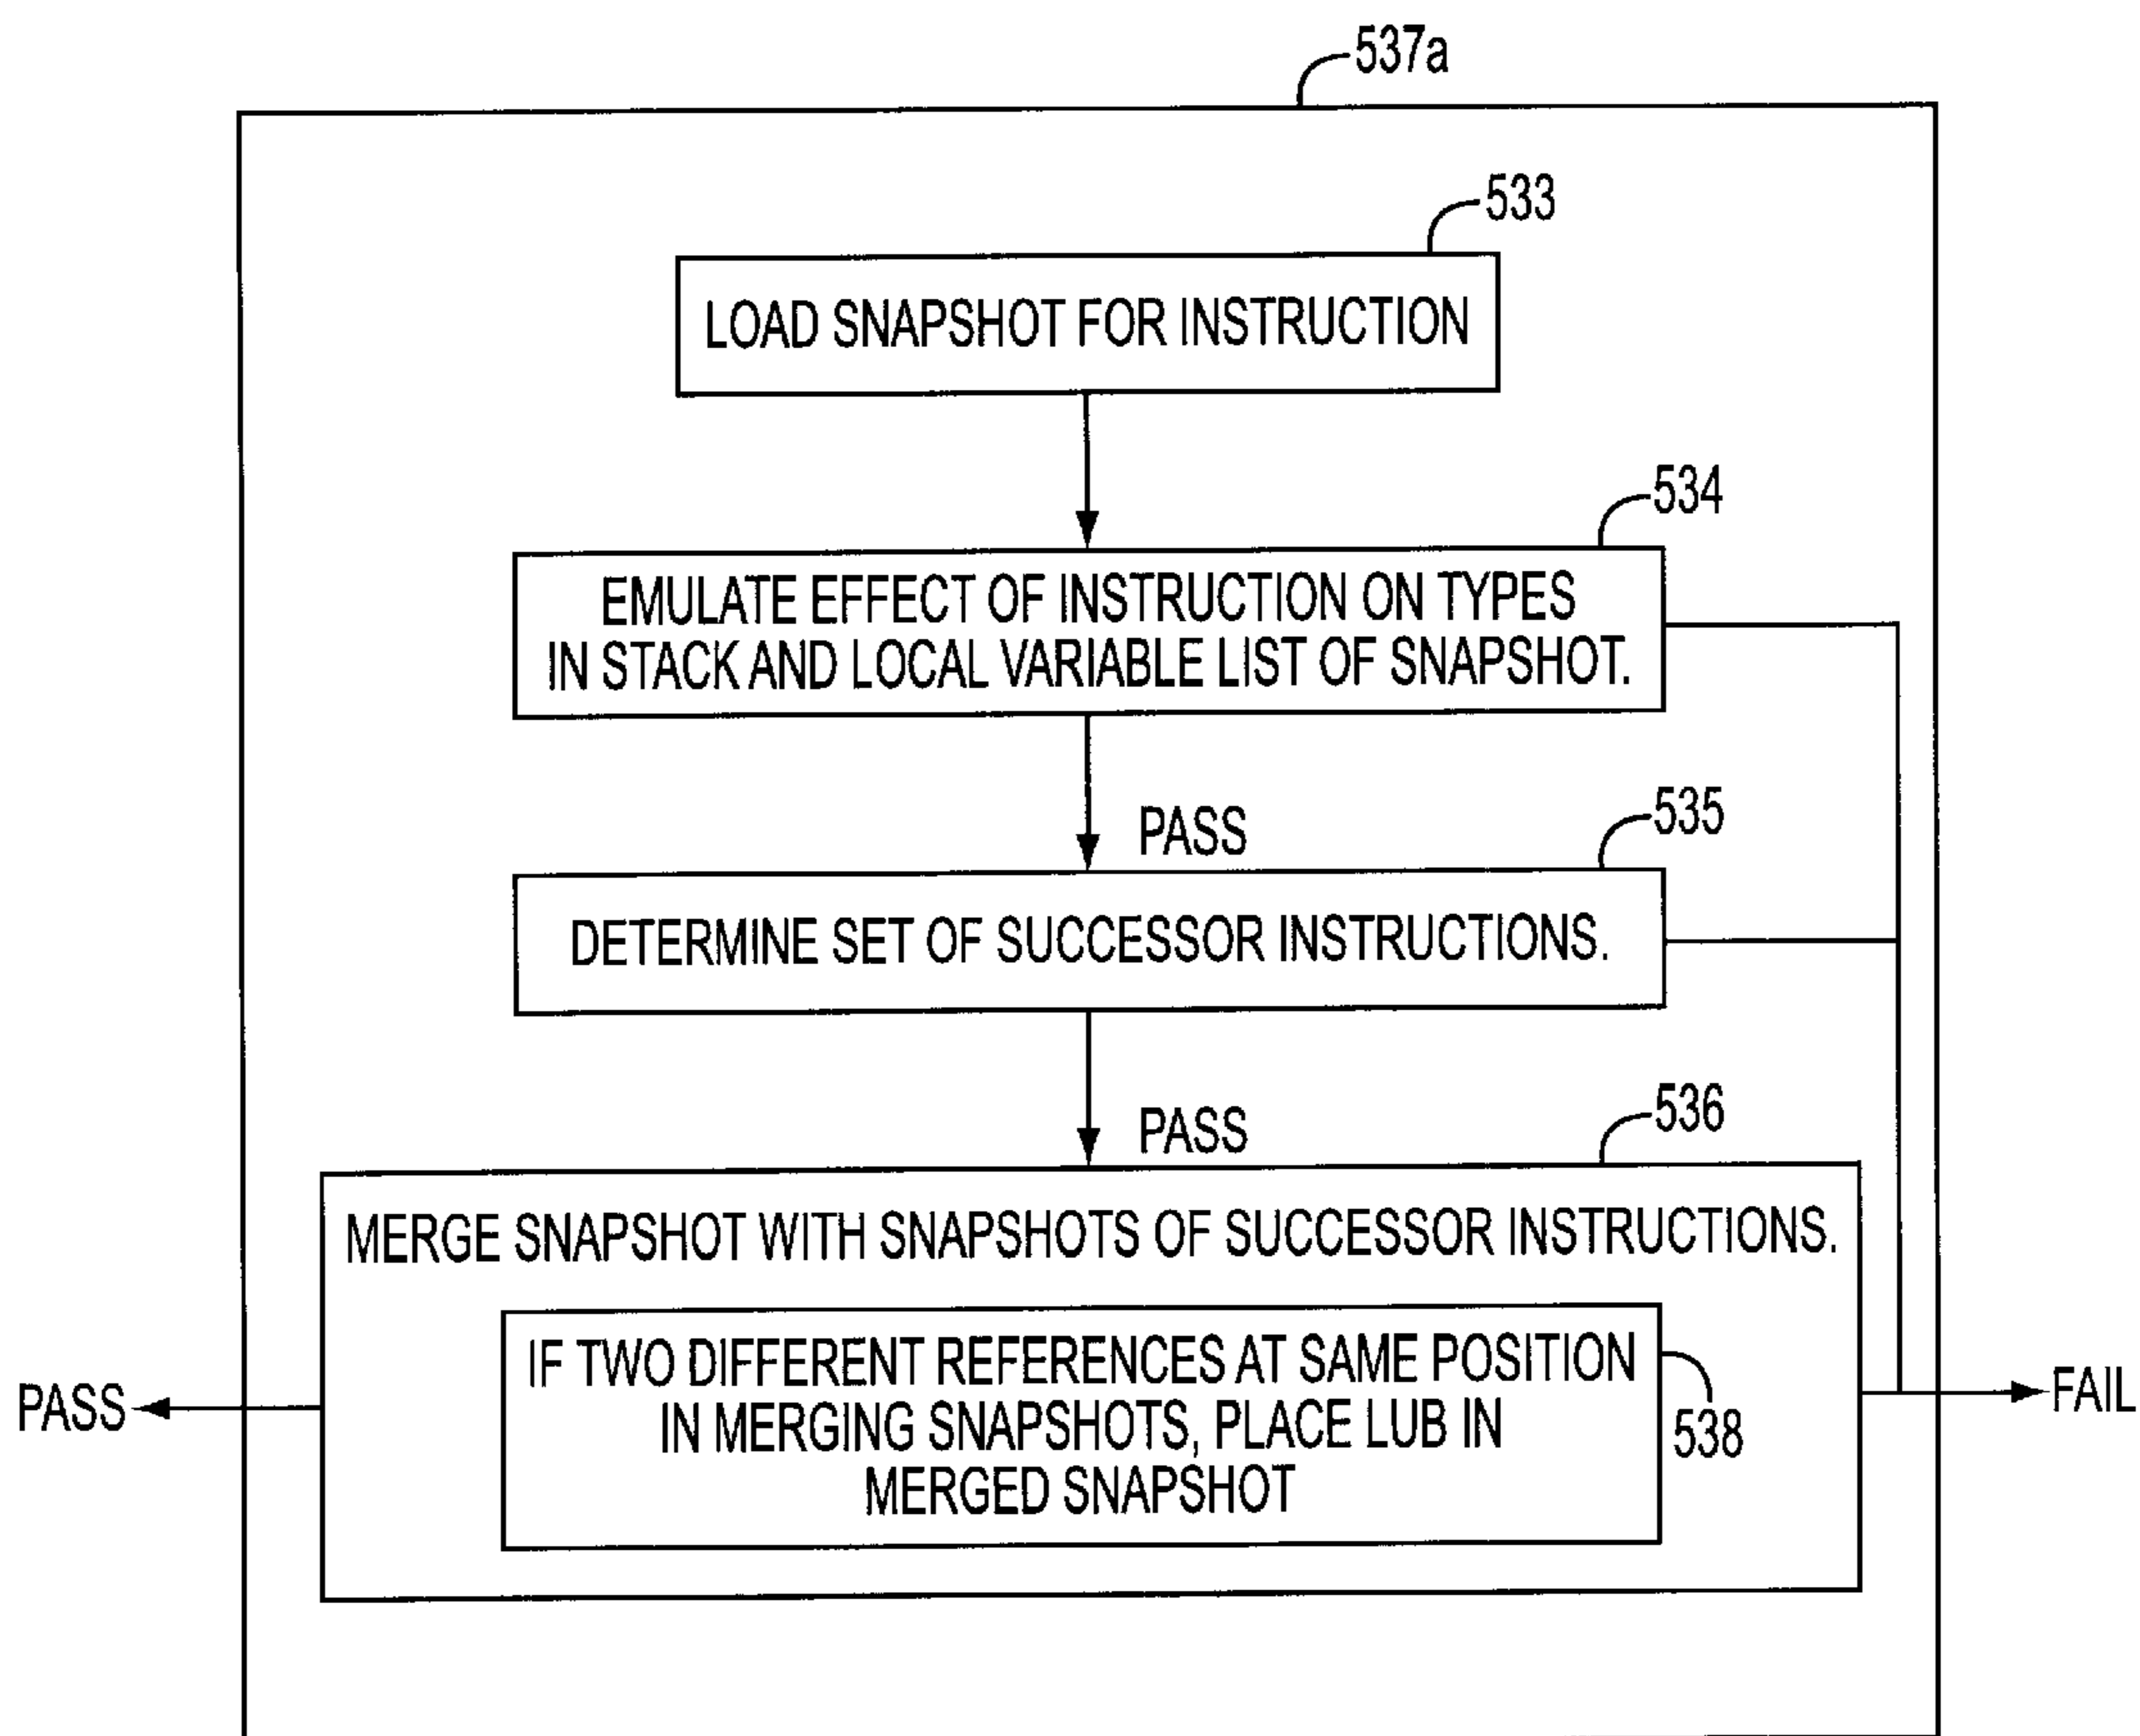 537a
533
LOAD SNAPSHOT FOR INSTRUCTION
534
EMULATE EFFECT OF INSTRUCTION ON TYPES
IN STACK AND LOCAL VARIABLE LIST OF SNAPSHOT.
PASS
535
DETERMINE SET OF SUCCESSOR INSTRUCTIONS.
PASS
536
MERGE SNAPSHOT WITH SNAPSHOTS OF SUCCESSOR INSTRUCTIONS.
IF TWO DIFFERENT REFERENCES AT SAME POSITION
IN MERGING SNAPSHOTS, PLACE LUB IN
MERGED SNAPSHOT
538
PASS
FAIL